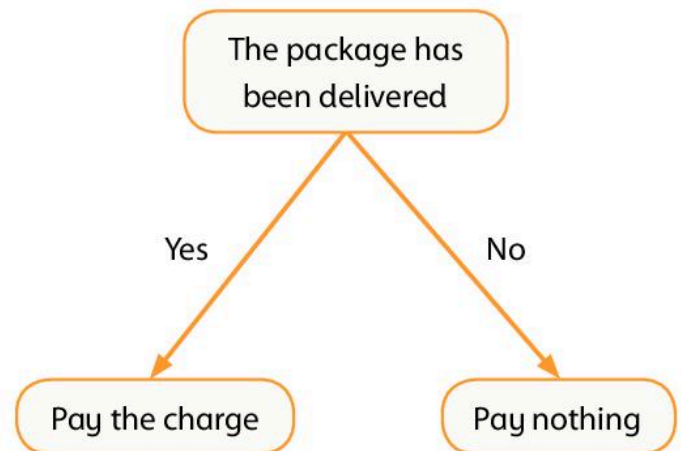 The package has
been delivered
Yes
No
Pay the charge
Pay nothing